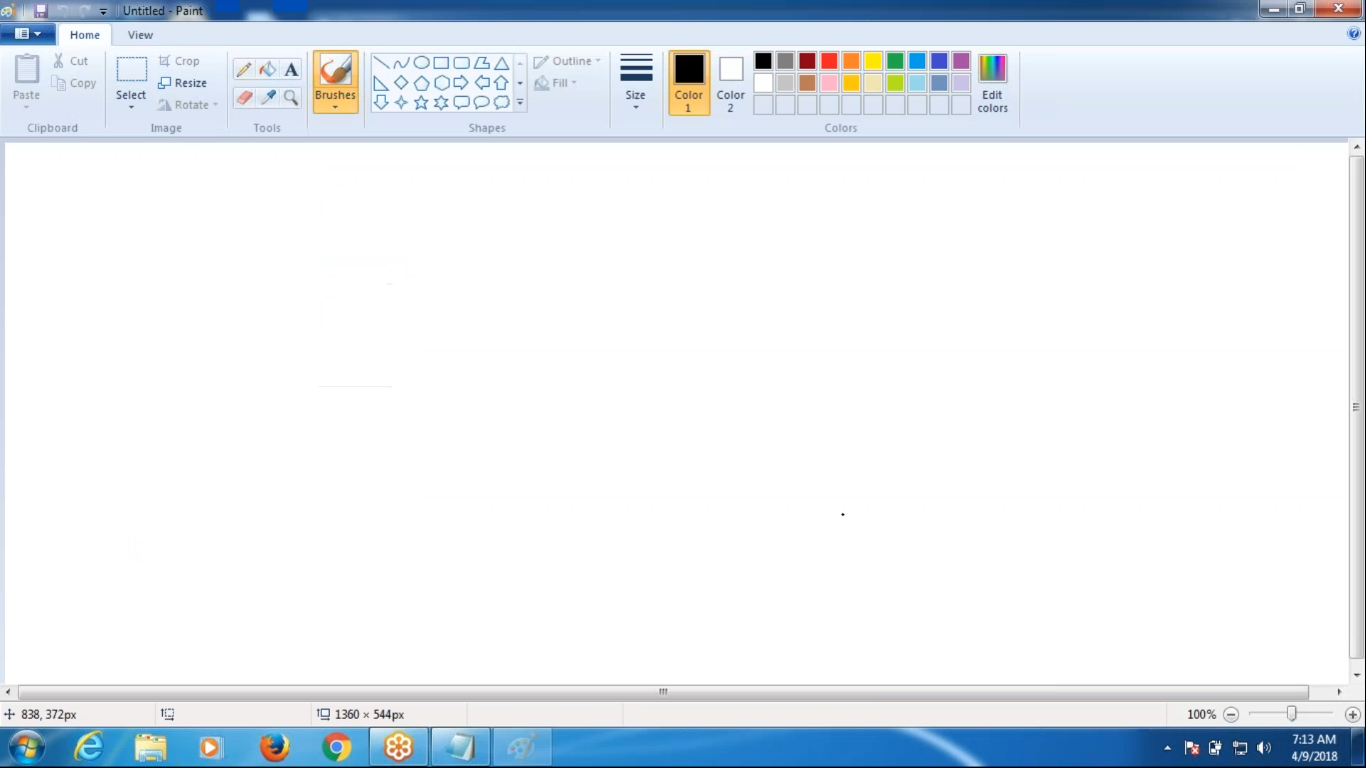 Untitled - Paint
Home View
Paste Cut Copy Clipboard
Select Crop Resize Rotate Image
A
Tools
Brushes
Shapes
Outline Fill
Size
Color 1 Color 2
Edit colors
Colors
838, 372px 1360 × 544px 100%
7:13 AM
4/9/2018